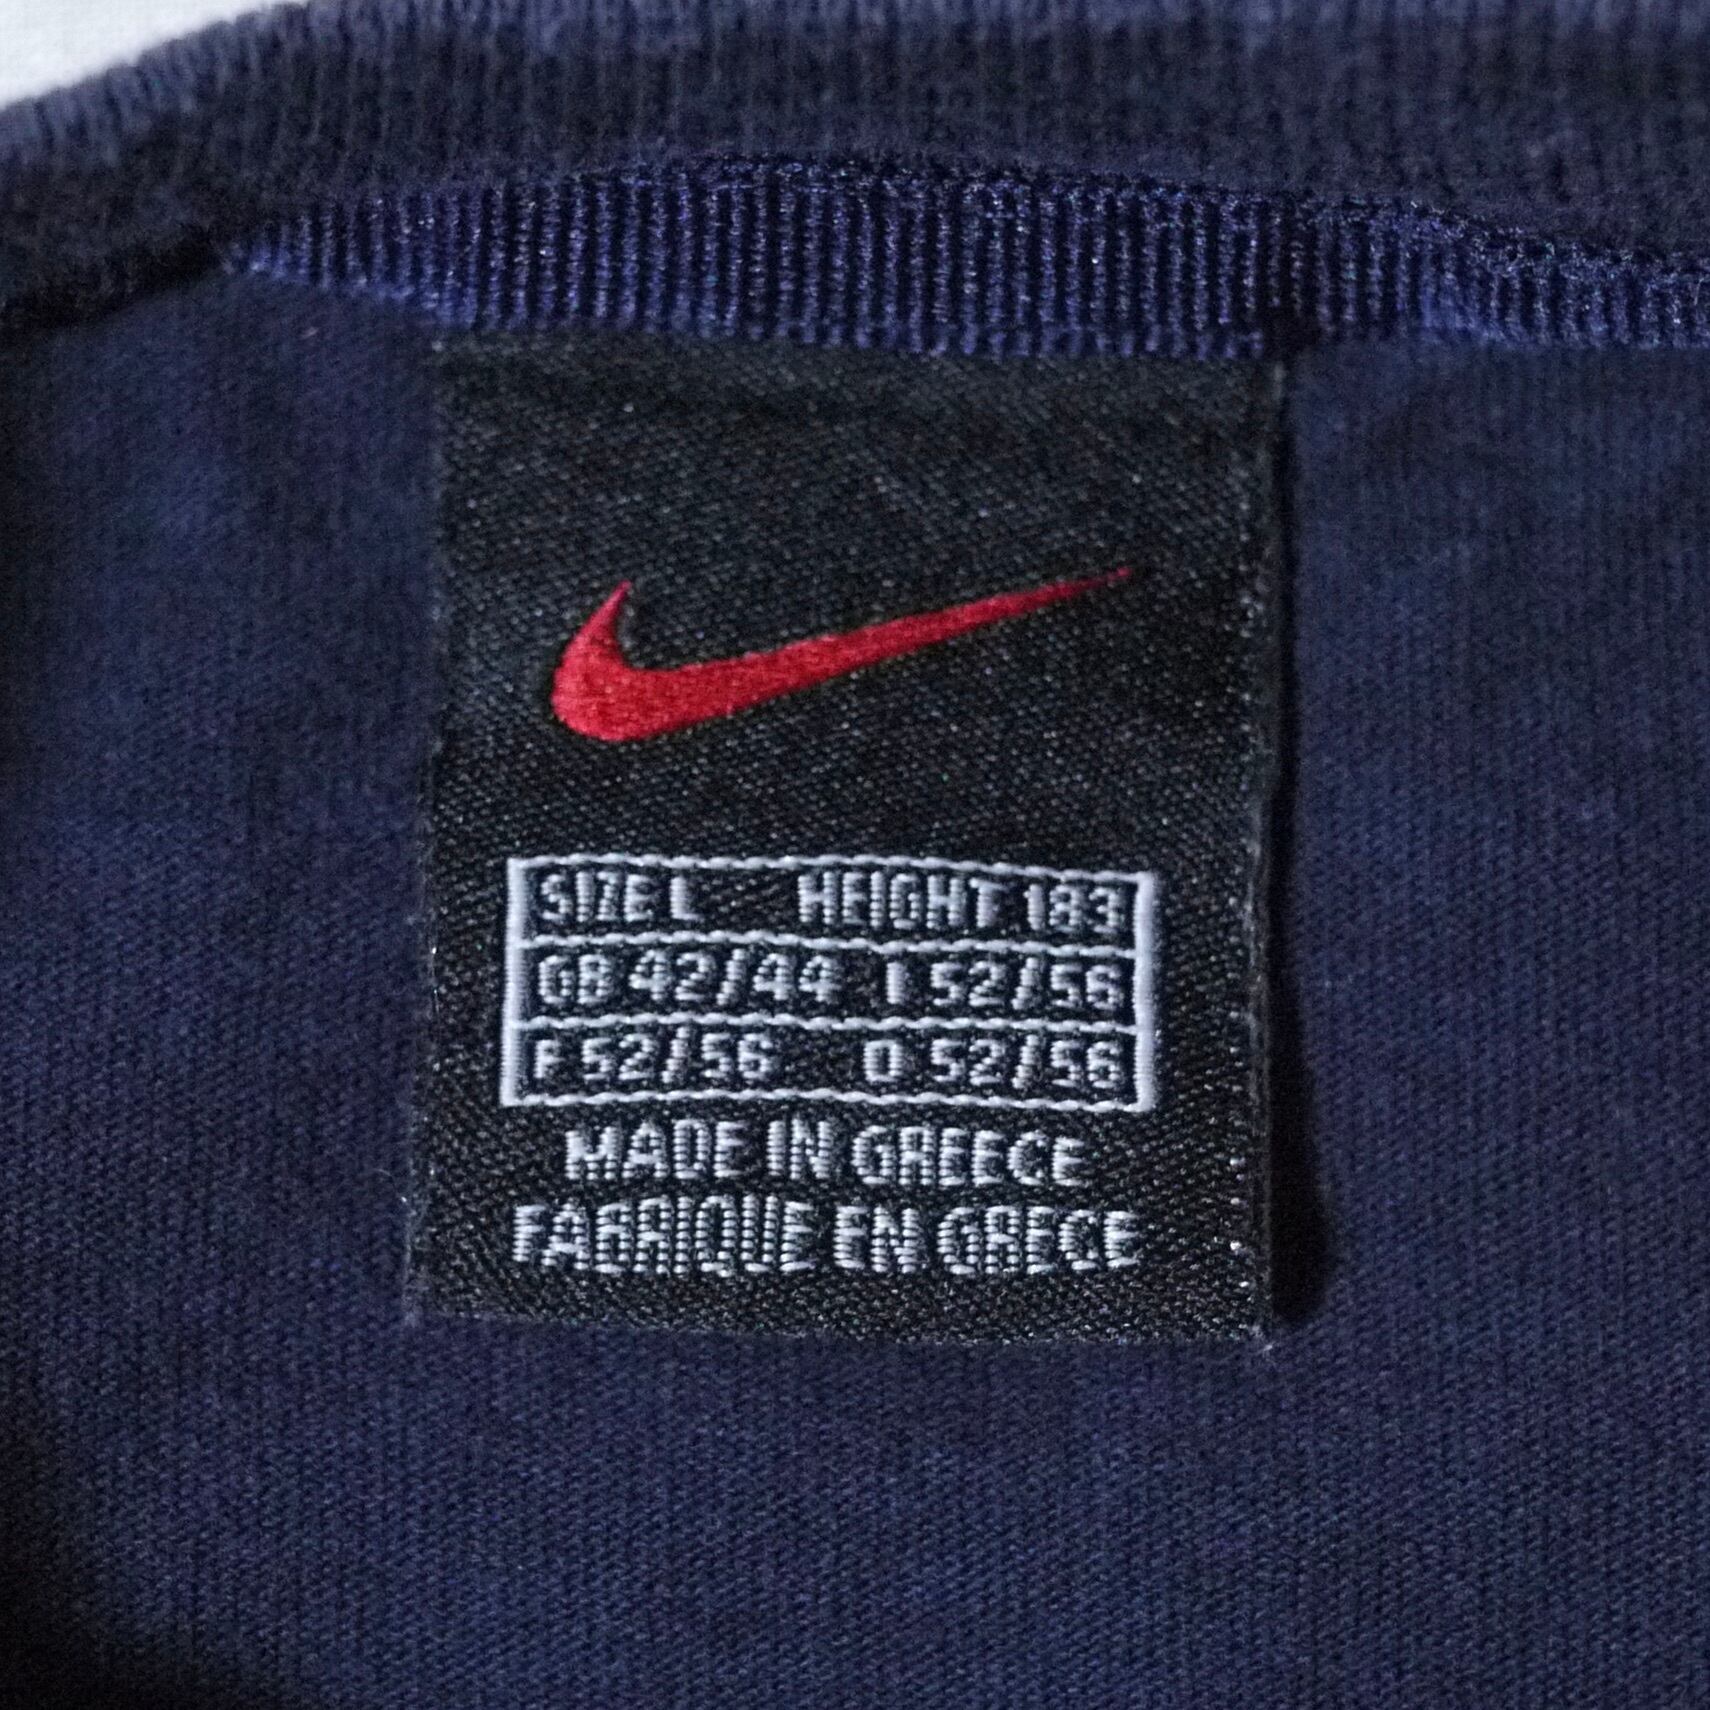 SIZE L HEIGHT 183
GB 42/44 I 52/56
F 52/56 D 52/56
MADE IN GREECE
FABRIQUE EN GRECE